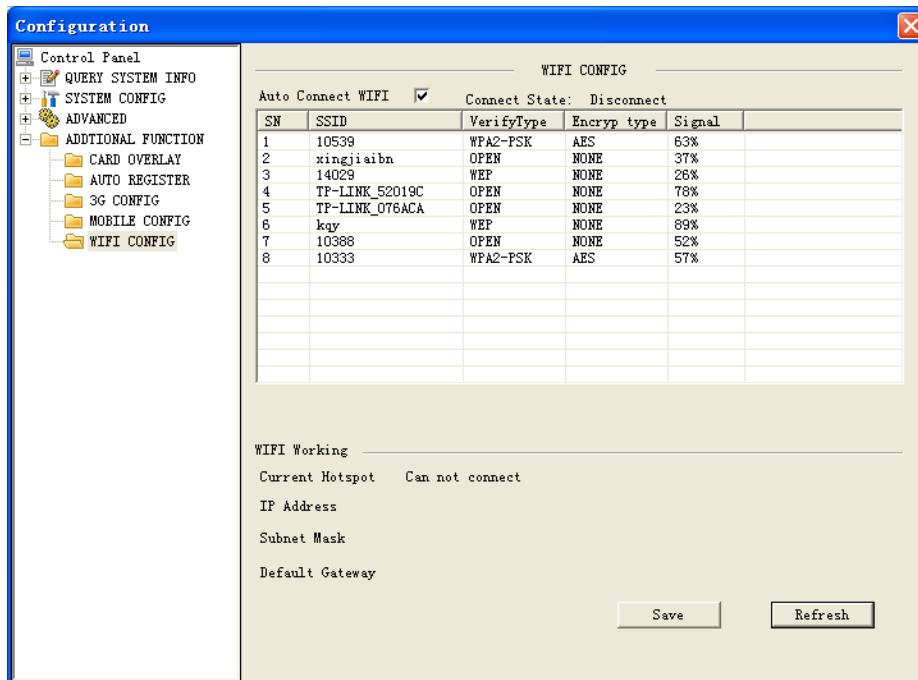 Configuration
Control Panel
QUERY SYSTEM INFO
SYSTEM CONFIG
ADVANCED
ADDTIONAL FUNCTION
CARD OVERLAY
AUTO REGISTER
3G CONFIG
MOBILE CONFIG
WIFI CONFIG
WIFI CONFIG
Auto Connect WIFI Connect State: Disconnect
SN SSID VerifyType Encryp type Signal
1 10539 WPA2-PSK AES 63%
2 xingjiaibn OPEN NONE 37%
3 14029 WEP NONE 26%
4 TP-LINK_52019C OPEN NONE 78%
5 TP-LINK_076ACA OPEN NONE 23%
6 kqy WEP NONE 89%
7 10388 OPEN NONE 52%
8 10333 WPA2-PSK AES 57%
WIFI Working
Current Hotspot Can not connect
IP Address
Subnet Mask
Default Gateway
Save Refresh